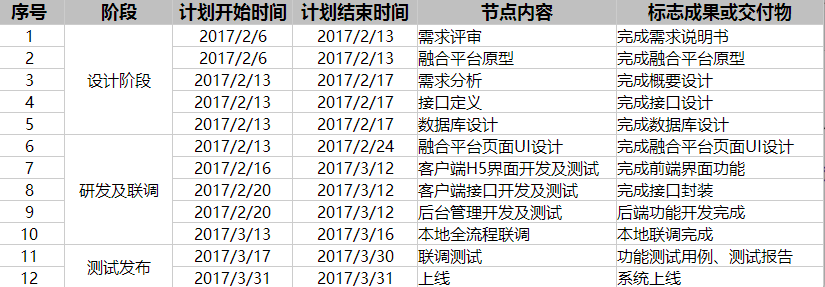 序号 阶段 计划开始时间 计划结束时间 节点内容 标志成果或交付物
1 2017/2/6 2017/2/13 需求评审 完成需求说明书
2 2017/2/6 2017/2/13 融合平台原型 完成融合平台原型
3 设计阶段 2017/2/13 2017/2/17 需求分析 完成概要设计
4 2017/2/13 2017/2/17 接口定义 完成接口设计
5 2017/2/13 2017/2/17 数据库设计 完成数据库设计
6 2017/2/13 2017/2/24 融合平台页面UI设计 完成融合平台页面UI设计
7 2017/2/16 2017/3/12 客户端H5界面开发及测试 完成前端界面功能
8 研发及联调 2017/2/20 2017/3/12 客户端接口开发及测试 完成接口封装
9 2017/2/20 2017/3/12 后台管理开发及测试 后端功能开发完成
10 2017/3/13 2017/3/16 本地全流程联调 本地联调完成
11 测试发布 2017/3/17 2017/3/30 联调测试 功能测试用例、测试报告
12 2017/3/31 2017/3/31 上线 系统上线